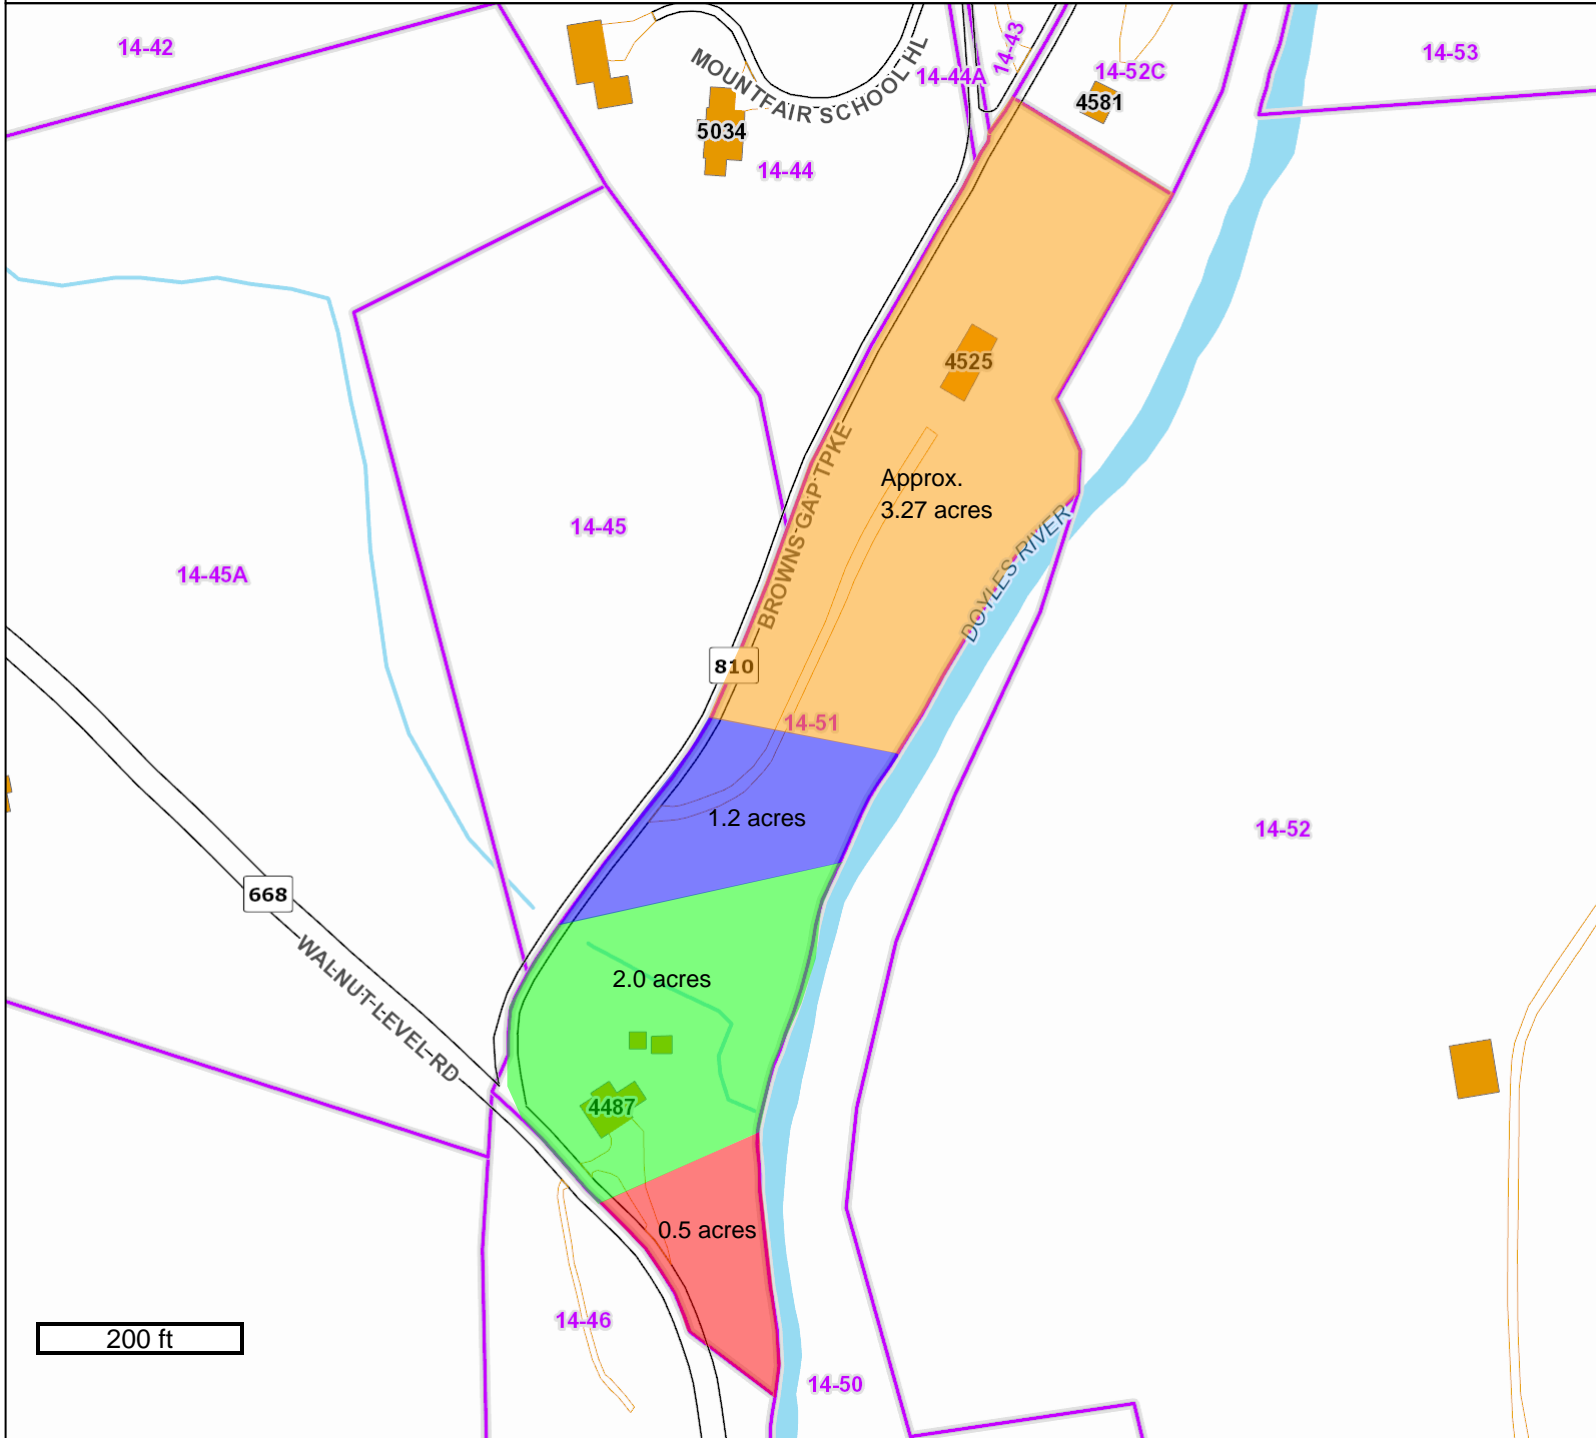 14-42
MOUNTFAIR SCHOOL HL
14-44A
14-43
14-52C
14-53
4581
5034
14-44
4525
BROWNS GAP TPKE
Approx.
3.27 acres
14-45
14-45A
DOYLES RIVER
810
14-51
1.2 acres
14-52
668
WALNUT LEVEL RD
2.0 acres
4487
0.5 acres
14-46
200 ft
14-50